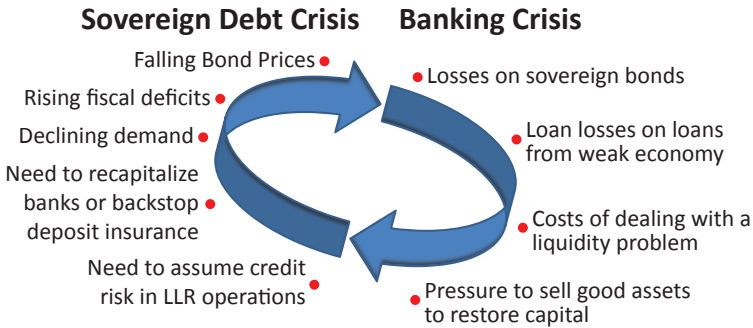 Sovereign Debt Crisis
Banking Crisis
Falling Bond Prices
Rising fiscal deficits
Declining demand
Need to recapitalize
banks or backstop
deposit insurance
Need to assume credit
risk in LLR operations
Losses on sovereign bonds
Loan losses on loans
from weak economy
Costs of dealing with a
liquidity problem
Pressure to sell good assets
to restore capital